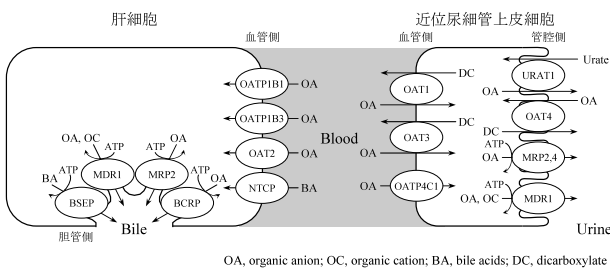 肝細胞
近位尿細管上皮細胞
血管側
血管側
管腔側
OATP1B1 OA
OATP1B3 OA
OAT2 OA
NTCP BA
OA, OC ATP OA
ATP
MDR1 MRP2
BA ATP ATP OA
BSEP BCRP
胆管側
Bile
Blood
DC
OAT1
OA
DC
OAT3
OA
OA OATP4C1
Urate
URAT1
OA
OA
OAT4
DC
ATP
OA MRP2,4
ATP
OA, OC MDR1
Urine
OA, organic anion; OC, organic cation; BA, bile acids; DC, dicarboxylate